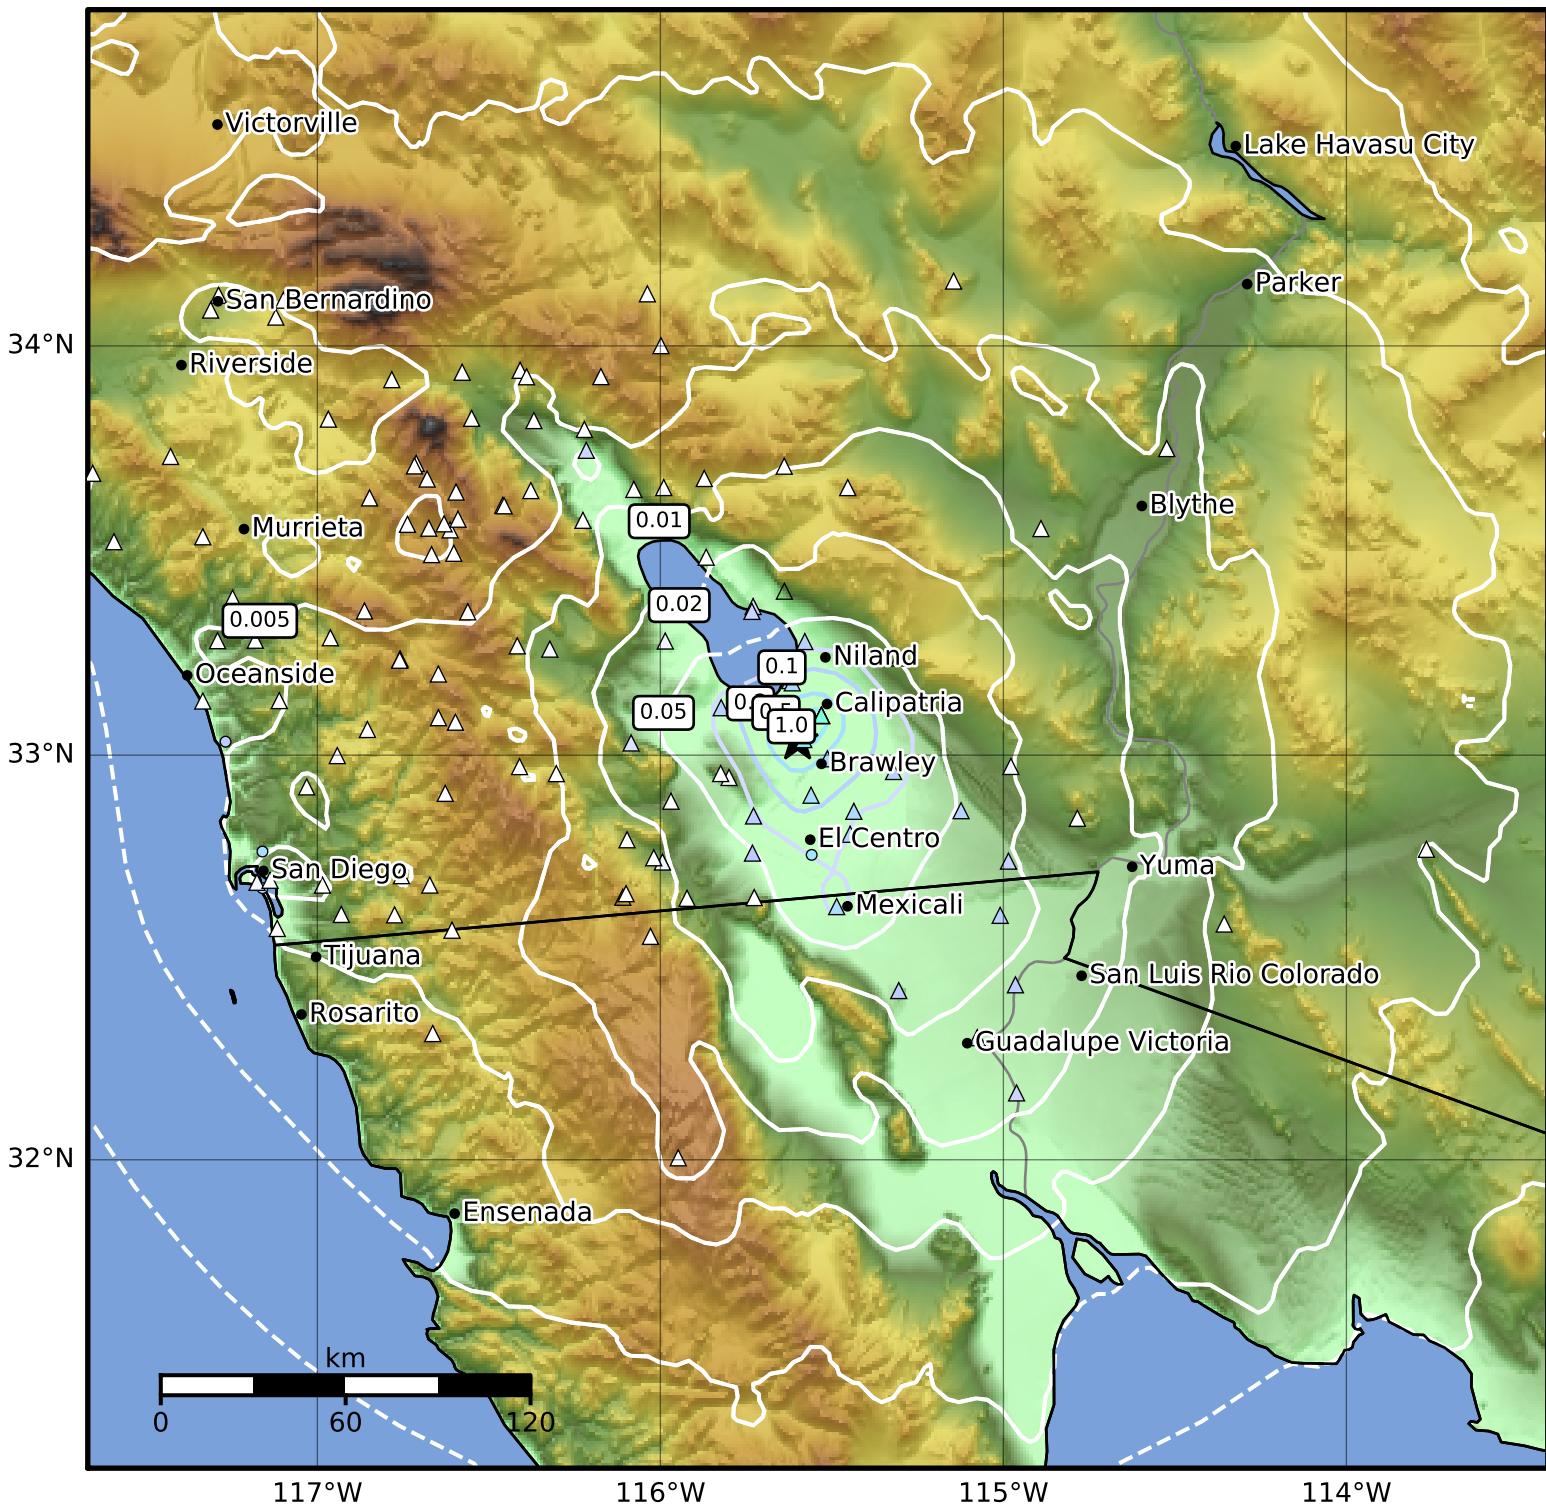 Victorville
Lake Havasu City
Parker
San Bernardino
34°N
Riverside
Blythe
0.01
Murrieta
0.02
0.005
Niland
0.1
Oceanside
0.05
Calipatria
1.0
33°N
Brawley
El Centro
San Diego
Yuma
Mexicali
Tijuana
San Luis Rio Colorado
Rosarito
Guadalupe Victoria
32°N
Ensenada
km
0 60 120
117°W 116°W 115°W 114°W